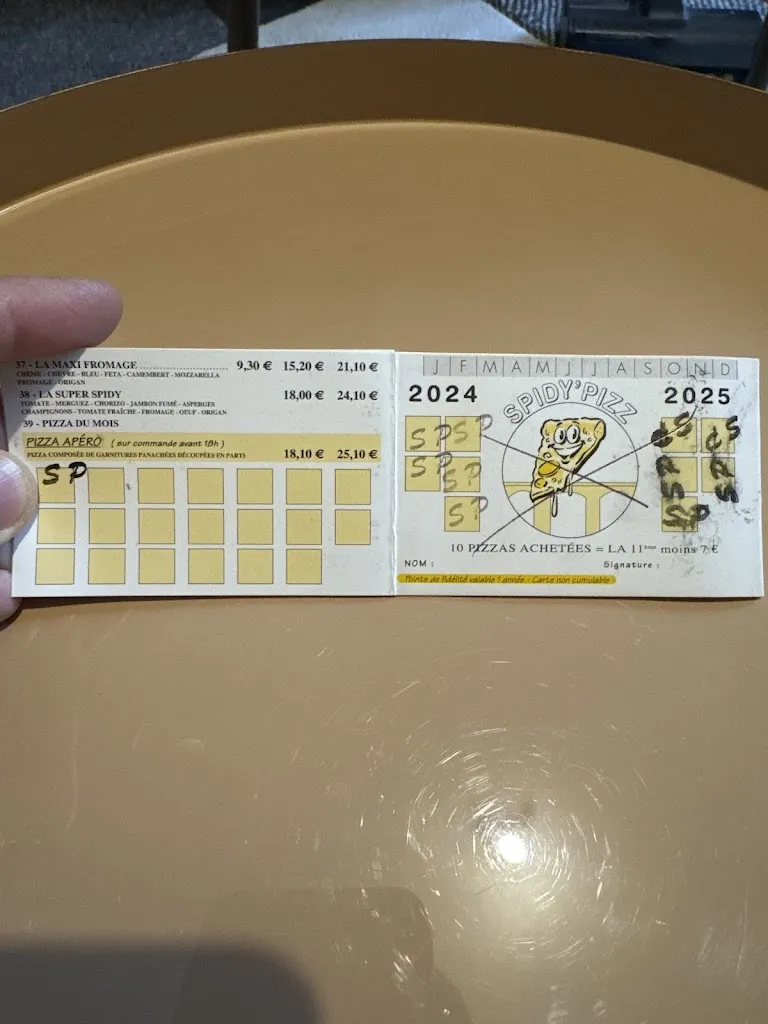 37 - LA MAXI FROMAGE 9,30 € 15,20 € 21,10 €
CRÈME - CHÈVRE - BLEU - FETA - CAMEMBERT - MOZZARELLA
FROMAGE - ORIGAN
38 - LA SUPER SPIDY 18,00 € 24,10 €
TOMATE - MERGUEZ - CHORIZO - JAMBON FUMÉ - ASPERGES
CHAMPIGNONS - TOMATE FRAÎCHE - FROMAGE - OEUF - ORIGAN
39 - PIZZA DU MOIS
PIZZA APÉRO ( sur commande avant 18h )
PIZZA COMPOSÉE DE GARNITURES PANACHÉES DÉCOUPÉES EN PARTS 18,10 € 25,10 €
SP
J F M A M J J A S O N D
2024 2025
SPIDY'PIZZ
SP SP
SP SP
SP
SP SP
SP
SP
10 PIZZAS ACHETÉES = LA 11ème moins 7 €
NOM : Signature :
Points de fidélité valable 1 année - Carte non cumulable